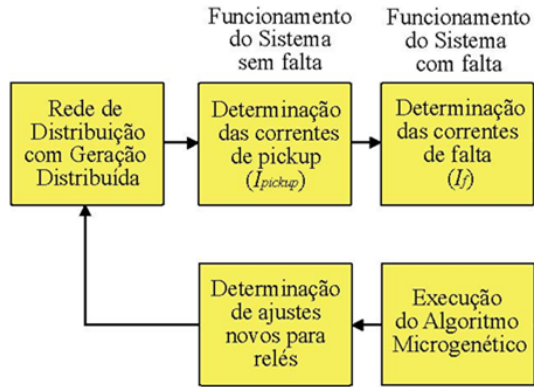 Funcionamento
do Sistema
sem falta
Funcionamento
do Sistema
com falta
Rede de
Distribuição
com Geração
Distribuída
Determinação
das correntes
de pickup
(Ipickup)
Determinação
das correntes
de falta
(If)
Determinação
de ajustes
novos para
relés
Execução
do Algoritmo
Microgenético